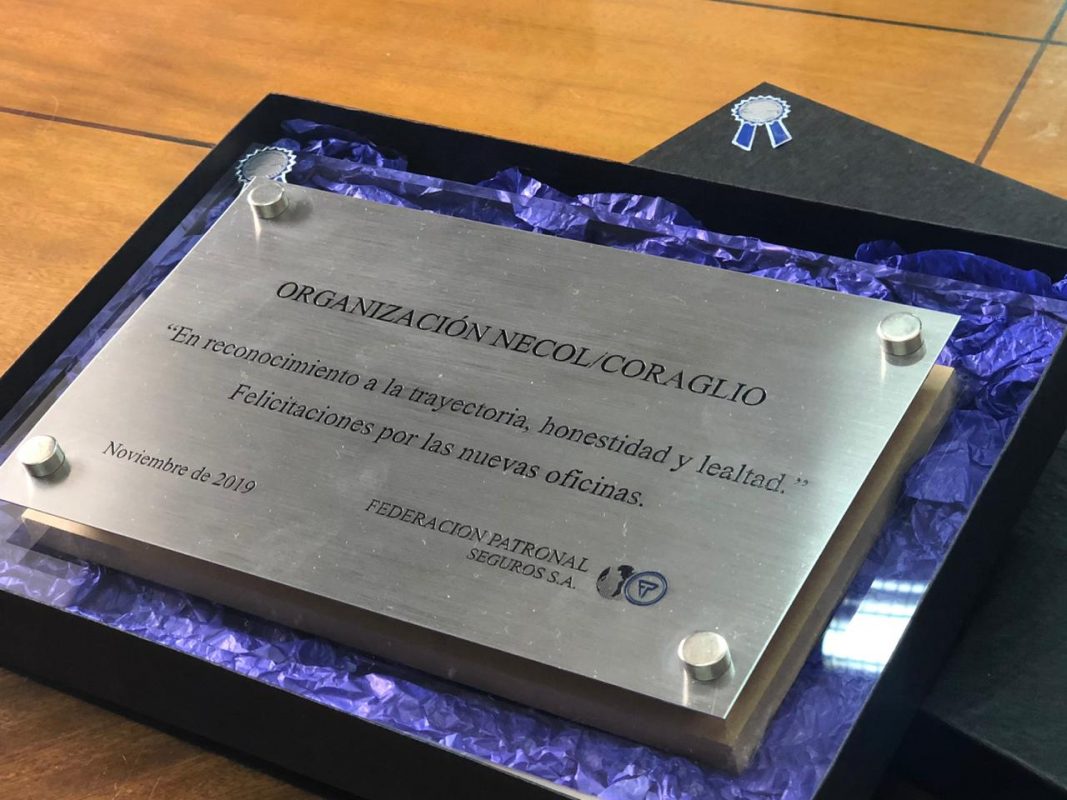 ORGANIZACIÓN NECOL/CORAGLIO
“En reconocimiento a la trayectoria, honestidad y lealtad.”
Felicitaciones por las nuevas oficinas.
Noviembre de 2019
FEDERACION PATRONAL
SEGUROS S.A.